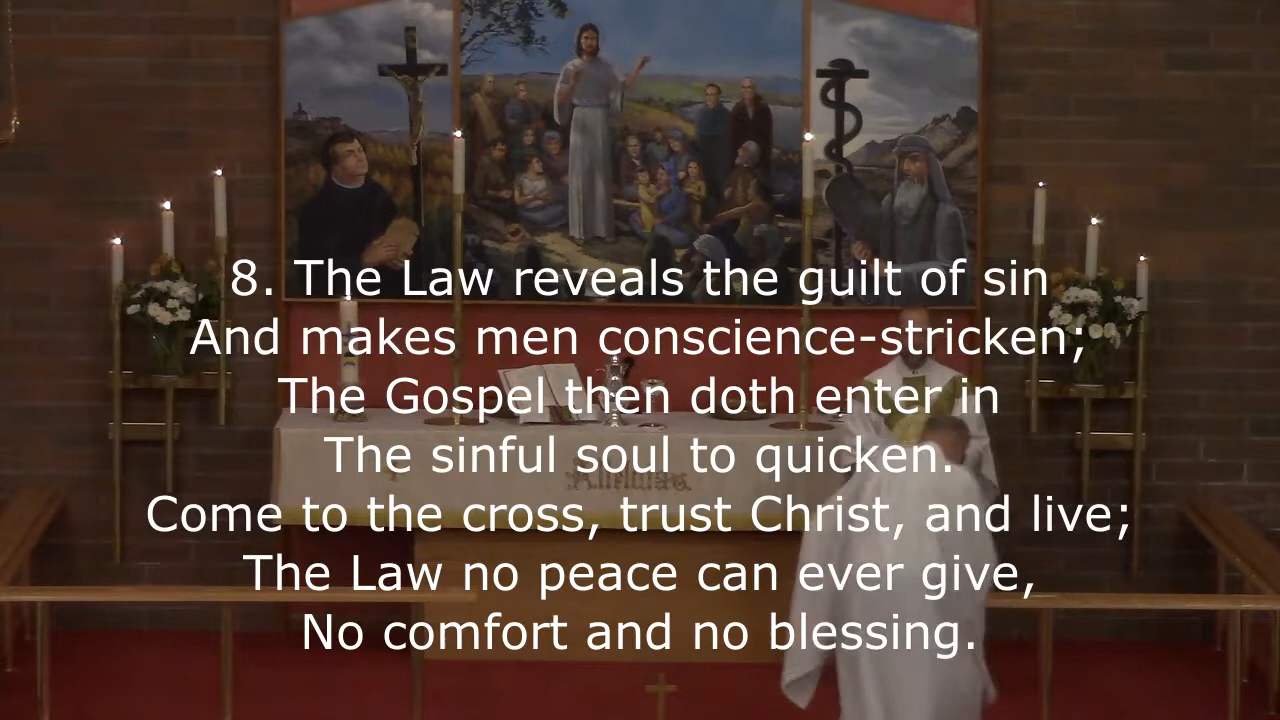 8. The Law reveals the guilt of sin
And makes men conscience-stricken;
The Gospel then doth enter in
The sinful soul to quicken.
Come to the cross, trust Christ, and live;
The Law no peace can ever give,
No comfort and no blessing.